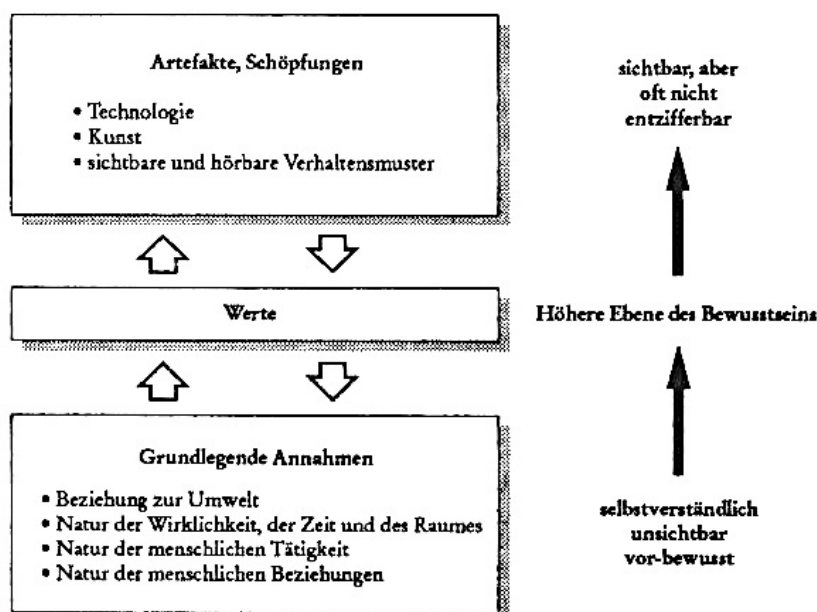 Artefakte, Schöpfungen
• Technologie
• Kunst
• sichtbare und hörbare Verhaltensmuster
sichtbar, aber
oft nicht
entzifferbar
Werte
Höhere Ebene des Bewusstseins
Grundlegende Annahmen
• Beziehung zur Umwelt
• Natur der Wirklichkeit, der Zeit und des Raumes
• Natur der menschlichen Tätigkeit
• Natur der menschlichen Beziehungen
selbstverständlich
unsichtbar
vor-bewusst